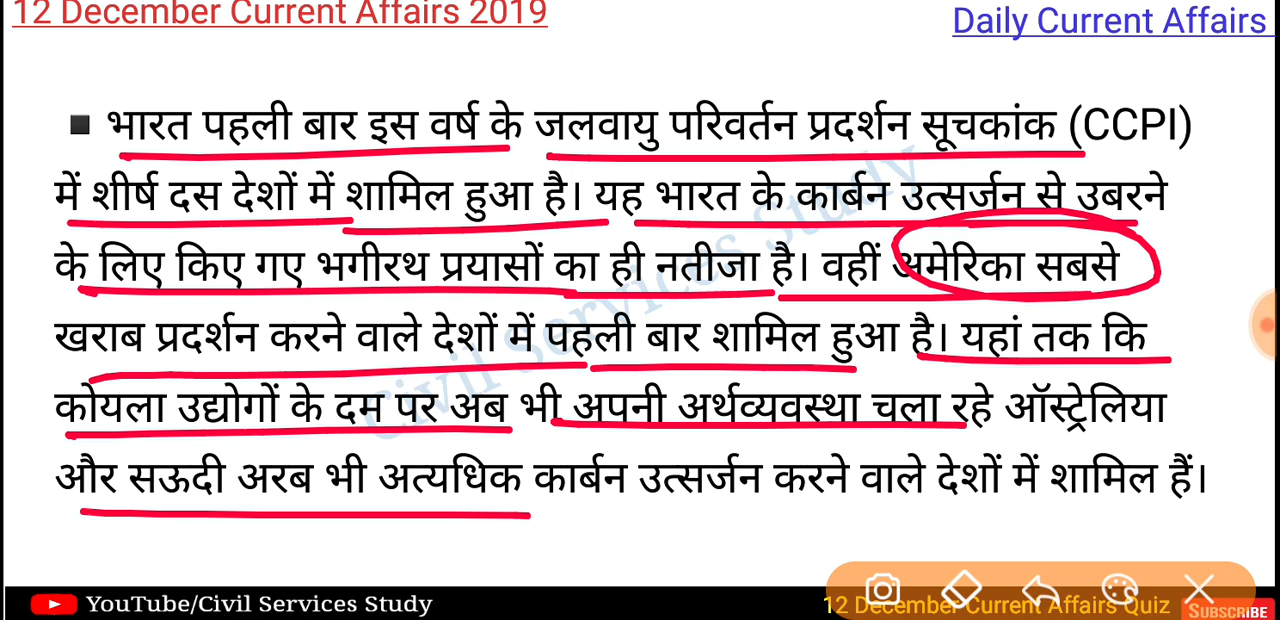 12 December Current Affairs 2019
Daily Current Affairs
▪ भारत पहली बार इस वर्ष के जलवायु परिवर्तन प्रदर्शन सूचकांक (CCPI)
में शीर्ष दस देशों में शामिल हुआ है। यह भारत के कार्बन उत्सर्जन से उबरने
के लिए किए गए भगीरथ प्रयासों का ही नतीजा है। वहीं अमेरिका सबसे
खराब प्रदर्शन करने वाले देशों में पहली बार शामिल हुआ है। यहां तक कि
कोयला उद्योगों के दम पर अब भी अपनी अर्थव्यवस्था चला रहे ऑस्ट्रेलिया
और सऊदी अरब भी अत्यधिक कार्बन उत्सर्जन करने वाले देशों में शामिल हैं।
Civil Services Study
YouTube/Civil Services Study
12 December Current Affairs Quiz
SUBSCRIBE